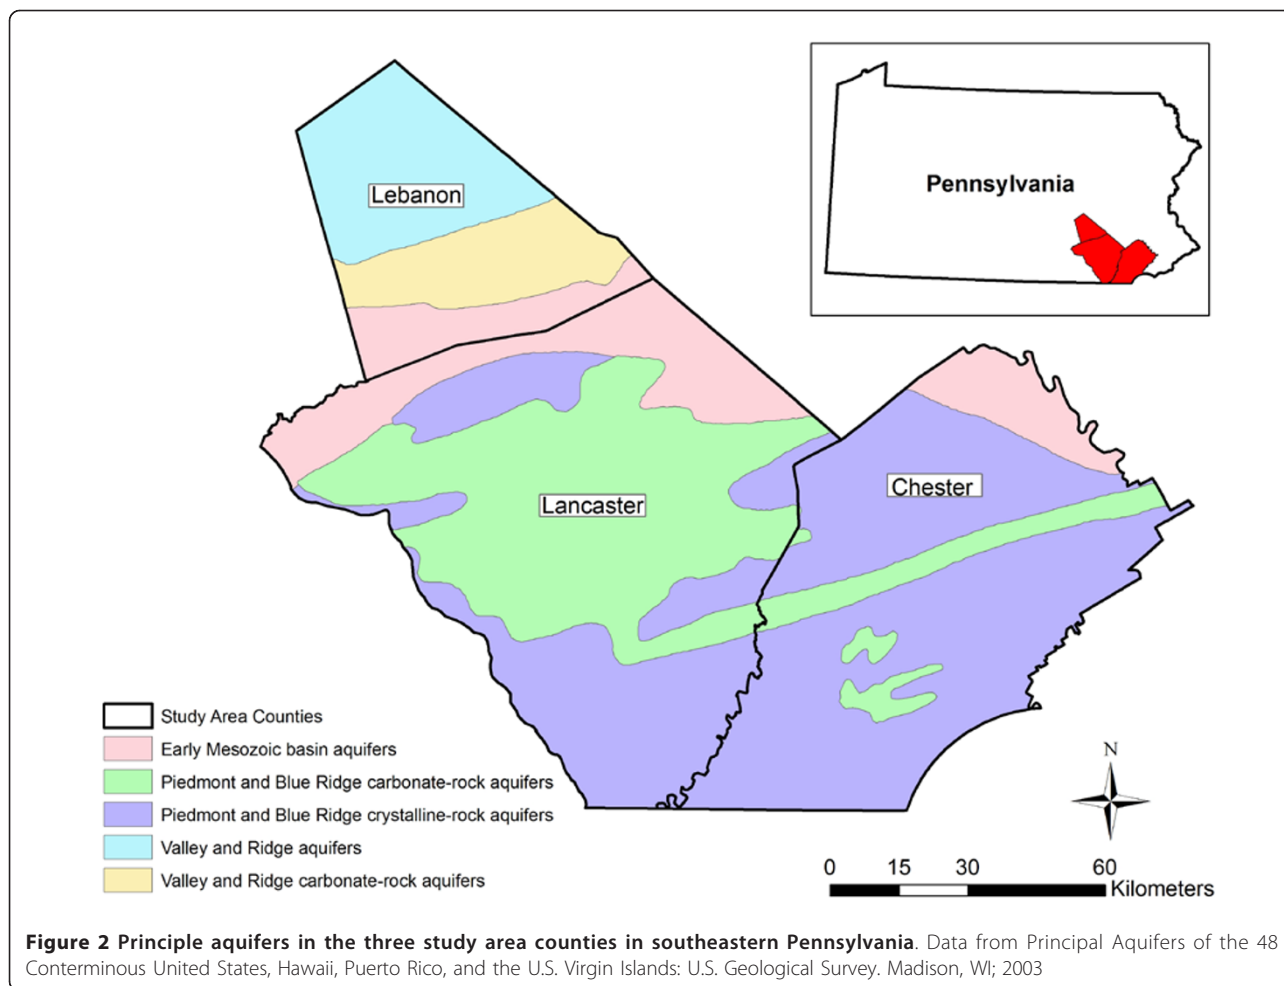 Pennsylvania
Lebanon
Lancaster
Chester
Study Area Counties
Early Mesozoic basin aquifers
Piedmont and Blue Ridge carbonate-rock aquifers
Piedmont and Blue Ridge crystalline-rock aquifers
Valley and Ridge aquifers
Valley and Ridge carbonate-rock aquifers
N
0 15 30 60
Kilometers
Figure 2 Principle aquifers in the three study area counties in southeastern Pennsylvania. Data from Principal Aquifers of the 48
Conterminous United States, Hawaii, Puerto Rico, and the U.S. Virgin Islands: U.S. Geological Survey. Madison, WI; 2003